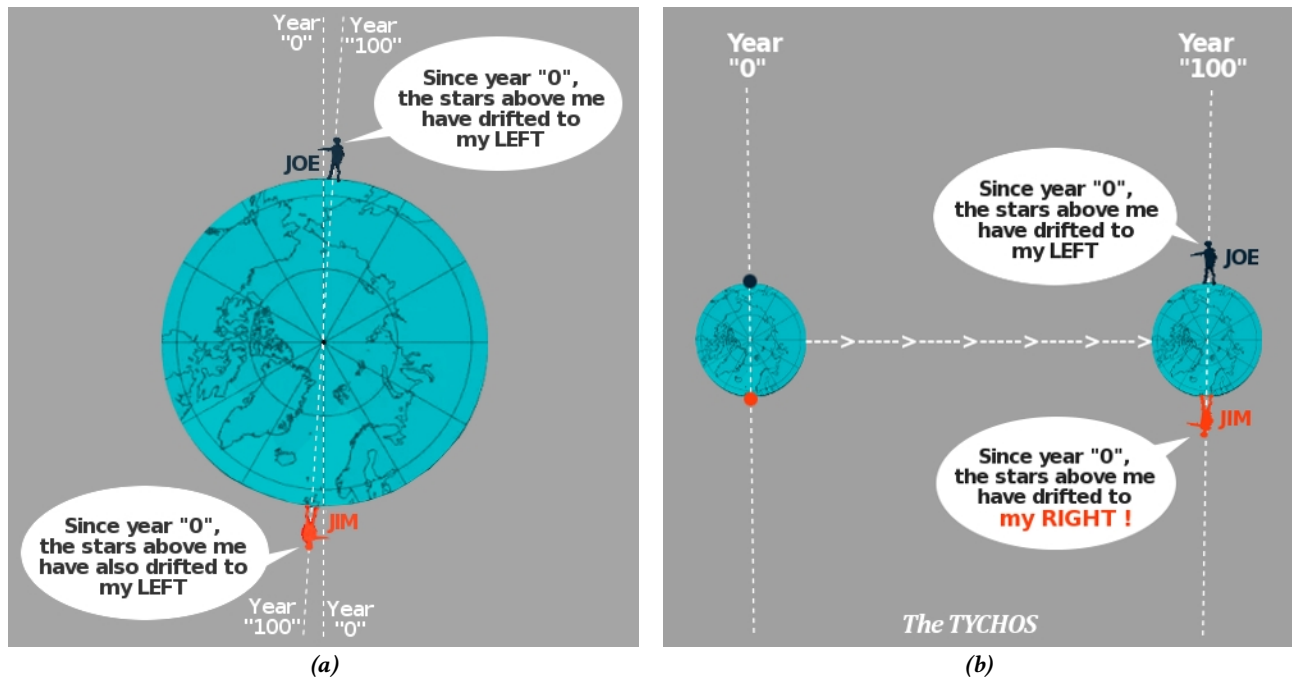 Year
"0"
Year
"100"
Since year "0",
the stars above me
have drifted to
my LEFT
JOE
JIM
Since year "0",
the stars above me
have also drifted to
my LEFT
Year
"100"
Year
"0"
(a)
Year
"0"
Year
"100"
Since year "0",
the stars above me
have drifted to
my LEFT
JOE
JIM
Since year "0",
the stars above me
have drifted to
my RIGHT !
The TYCHOS
(b)